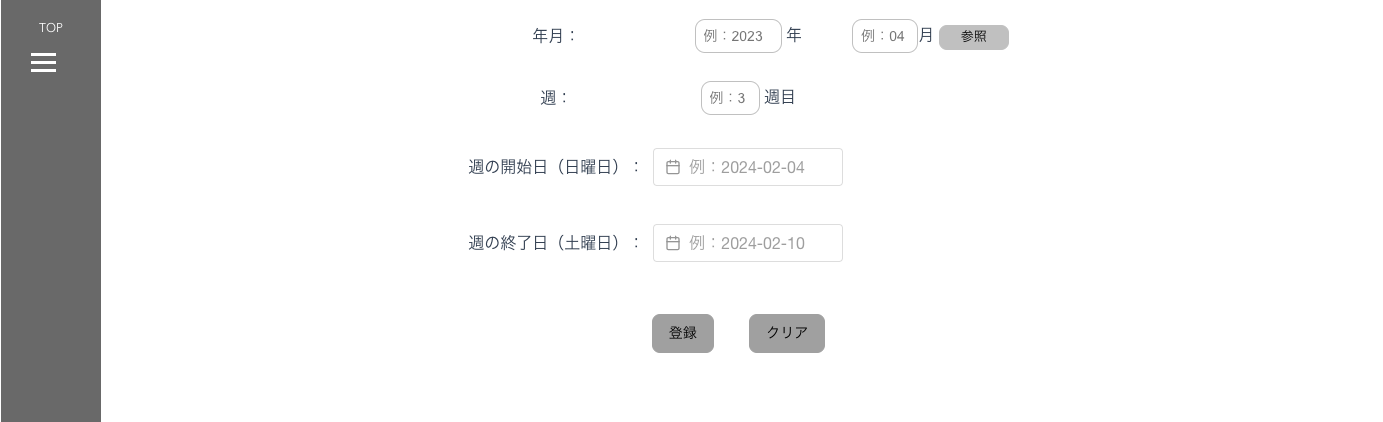 TOP
年月： 例：2023 年 例：04 月 参照
週： 例：3 週目
週の開始日（日曜日）： 例：2024-02-04
週の終了日（土曜日）： 例：2024-02-10
登録 クリア